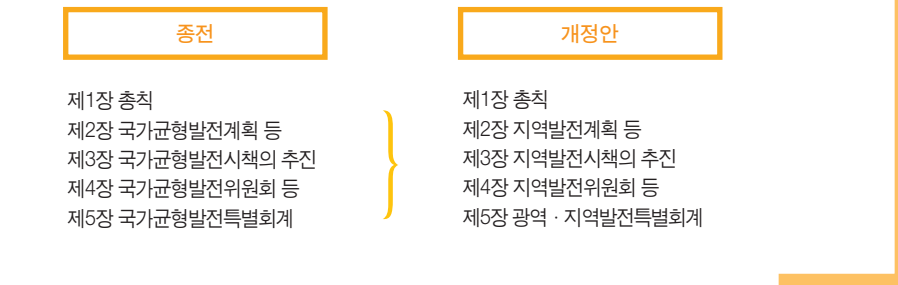 종전
제1장 총칙
제2장 국가균형발전계획 등
제3장 국가균형발전시책의 추진
제4장 국가균형발전위원회 등
제5장 국가균형발전특별회계
개정안
제1장 총칙
제2장 지역발전계획 등
제3장 지역발전시책의 추진
제4장 지역발전위원회 등
제5장 광역 · 지역발전특별회계